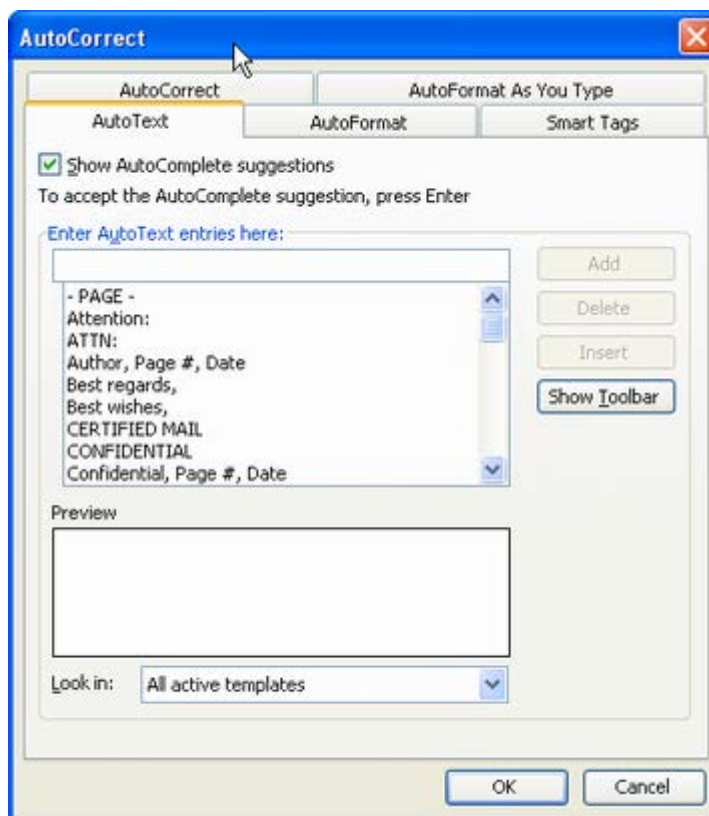 AutoCorrect
AutoCorrect AutoFormat As You Type
AutoText AutoFormat Smart Tags
Show AutoComplete suggestions
To accept the AutoComplete suggestion, press Enter
Enter AutoText entries here:
Add
- PAGE -
Attention:
ATTN:
Author, Page #, Date
Best regards,
Best wishes,
CERTIFIED MAIL
CONFIDENTIAL
Confidential, Page #, Date
Delete
Insert
Show Toolbar
Preview
Look in: All active templates
OK Cancel